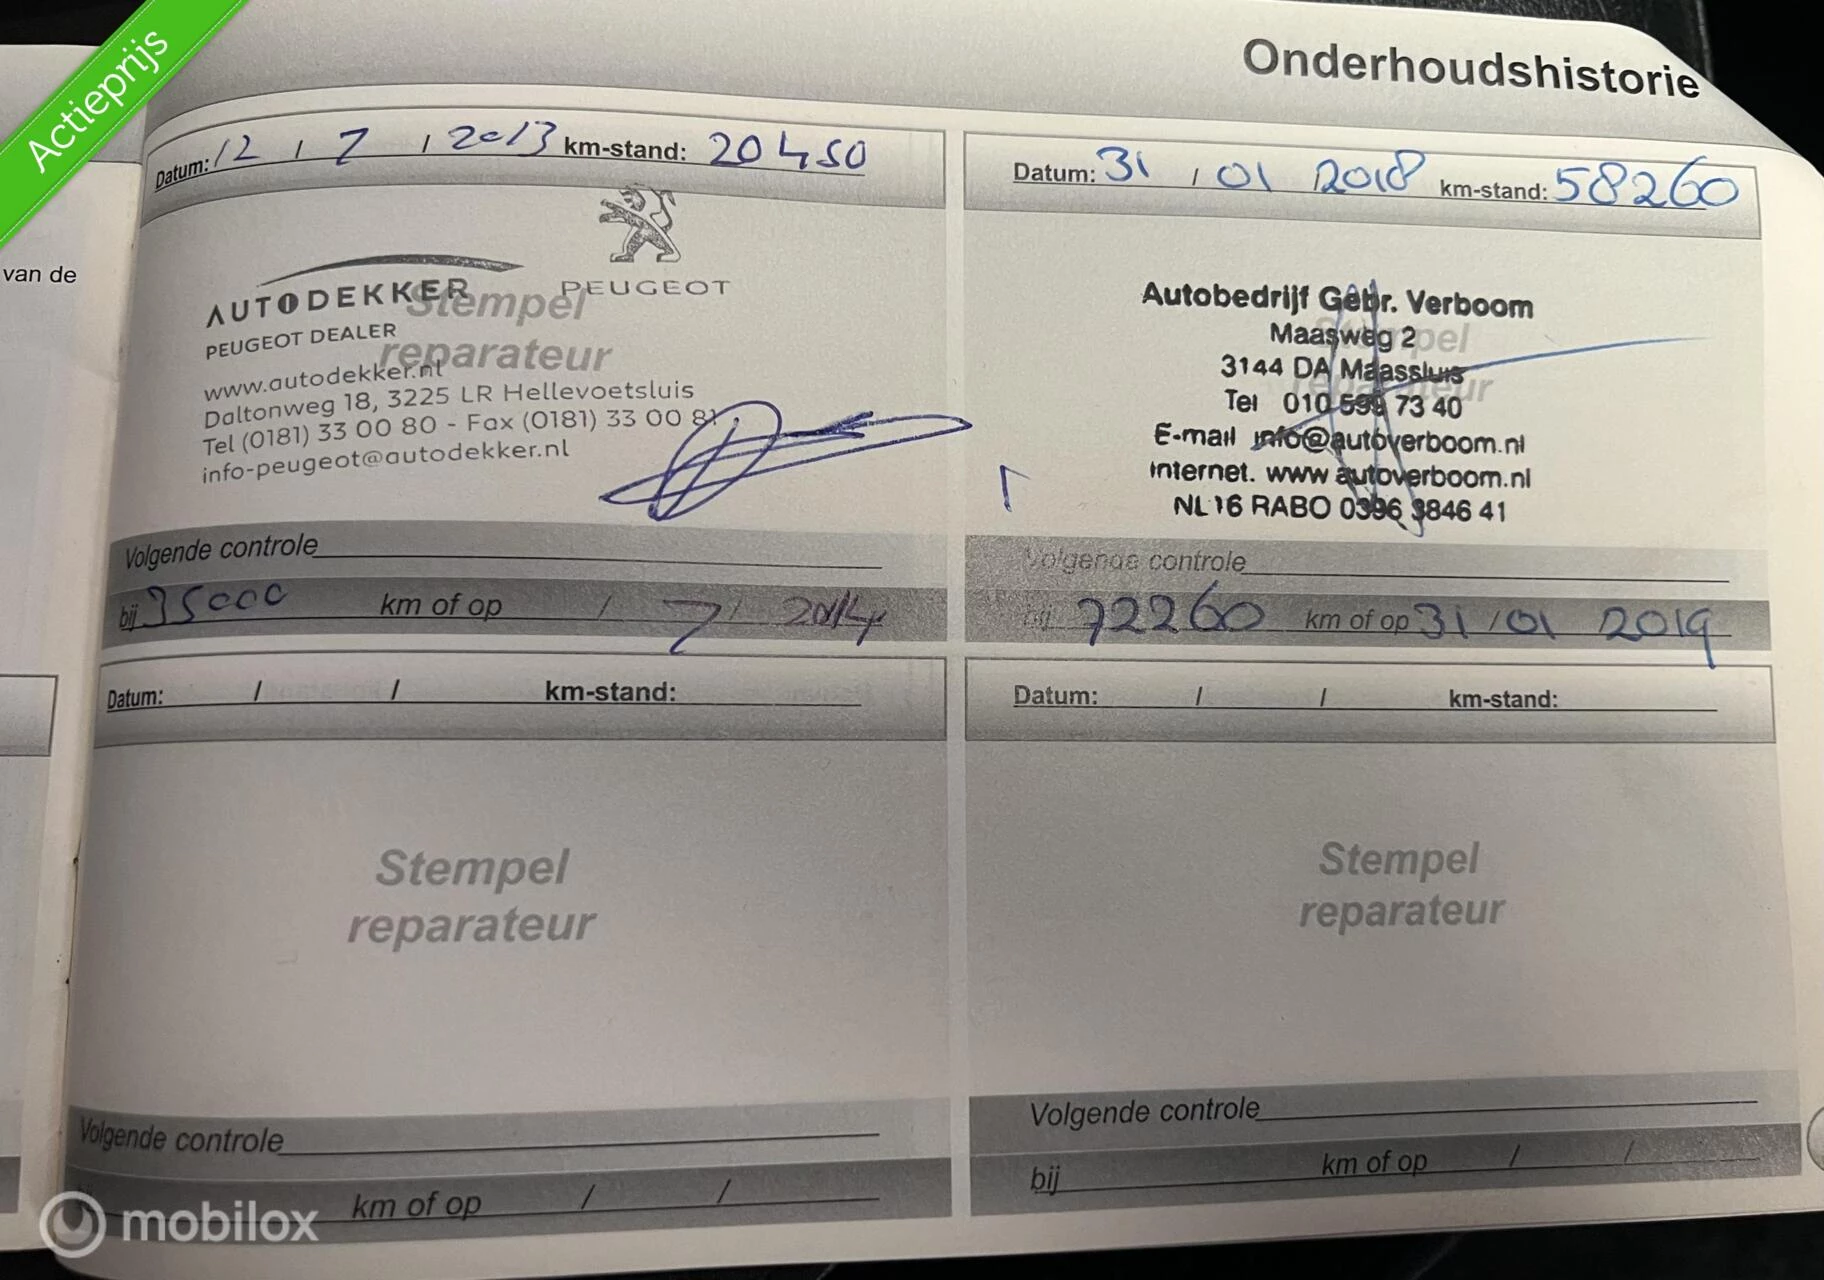 Actieprijs
Onderhoudshistorie
van de
Datum: 12 / 7 / 2013 km-stand: 20450
AUTODEKKER
PEUGEOT DEALER
PEUGEOT
Stempel
reparateur
www.autodekker.nl
Daltonweg 18, 3225 LR Hellevoetsluis
Tel (0181) 33 00 80 - Fax (0181) 33 00 81
info-peugeot@autodekker.nl
Volgende controle
bij 35000 km of op / 7 / 2014
Datum: 31 / 01 / 2018 km-stand: 58260
Stempel
reparateur
Autobedrijf Gebr. Verboom
Maasweg 2
3144 DA Maassluis
Tel 010 599 73 40
E-mail info@autoverboom.nl
Internet. www.autoverboom.nl
NL16 RABO 0396 3846 41
Volgende controle
bij 72260 km of op 31 / 01 2019
Datum: / / km-stand:
Stempel
reparateur
Volgende controle
km of op / /
Datum: / / km-stand:
Stempel
reparateur
Volgende controle
bij km of op / /
mobilox